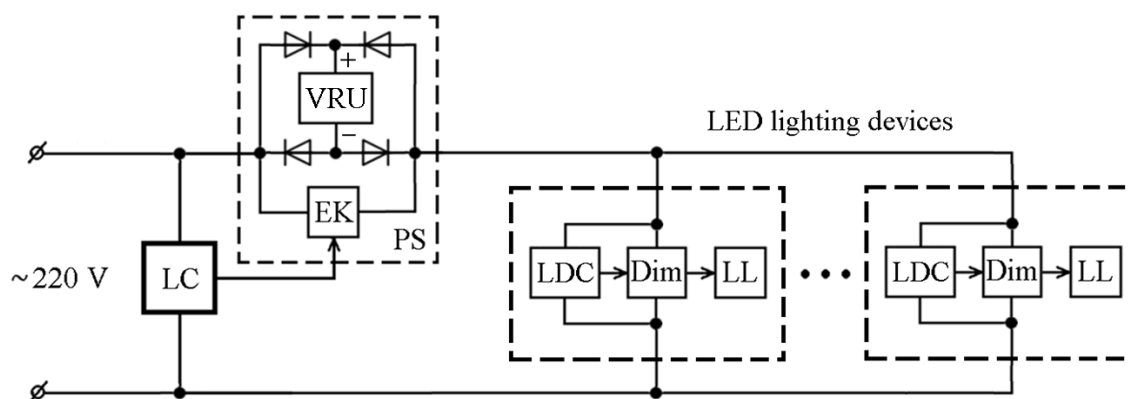 +
VRU
−
LED lighting devices
EK
PS
~220 V
LC
LDC
Dim
LL
LDC
Dim
LL